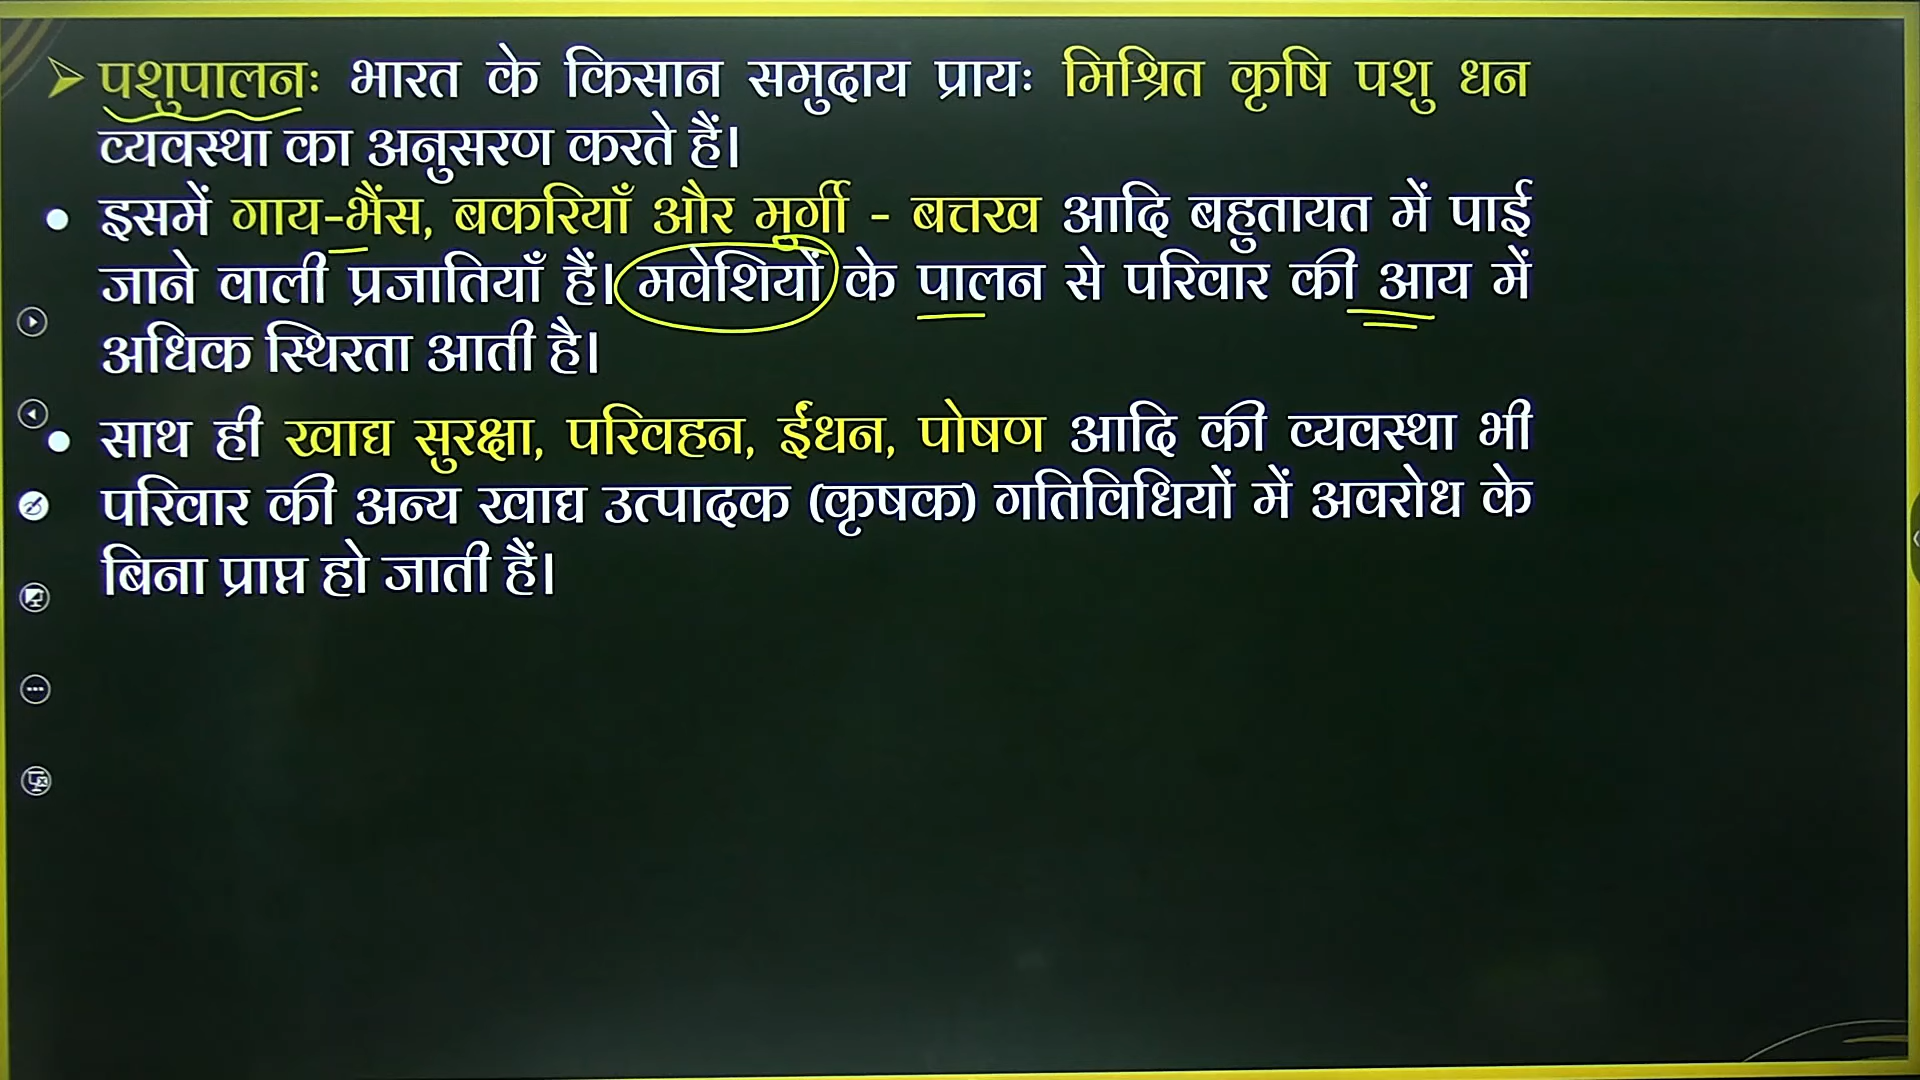 ➢ पशुपालनः भारत के किसान समुदाय प्रायः मिश्रित कृषि पशु धन
व्यवस्था का अनुसरण करते हैं।
• इसमें गाय-भैंस, बकरियाँ और मुर्गी - बत्तख आदि बहुतायत में पाई
जाने वाली प्रजातियाँ हैं। मवेशियों के पालन से परिवार की आय में
अधिक स्थिरता आती है।
• साथ ही खाद्य सुरक्षा, परिवहन, ईंधन, पोषण आदि की व्यवस्था भी
परिवार की अन्य खाद्य उत्पादक (कृषक) गतिविधियों में अवरोध के
बिना प्राप्त हो जाती हैं।